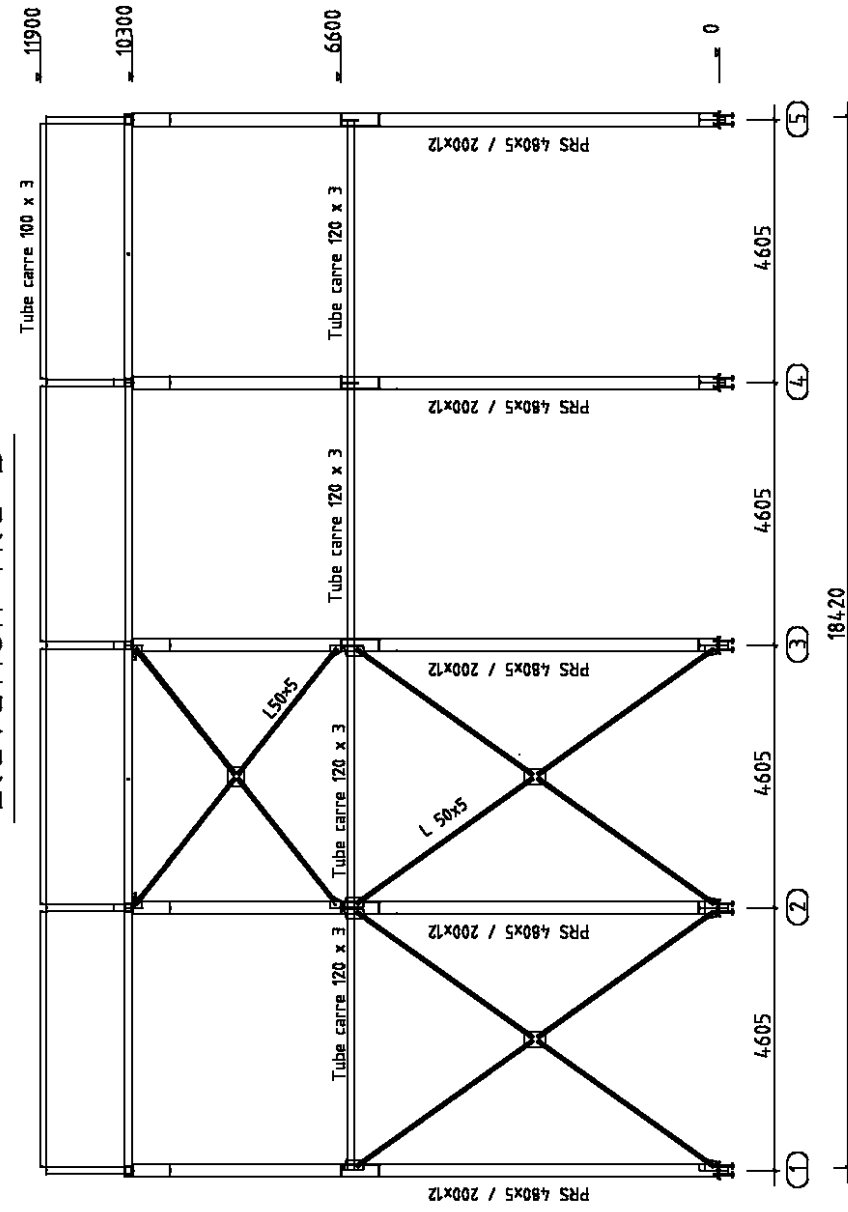 11900
10300
6600
0
Tube carre 100 x 3
Tube carre 120 x 3
Tube carre 120 x 3
Tube carre 120 x 3
Tube carre 120 x 3
L50x5
L 50x5
PRS 480x5 / 200x12
PRS 480x5 / 200x12
PRS 480x5 / 200x12
PRS 480x5 / 200x12
PRS 480x5 / 200x12
4605
4605
4605
4605
1
2
3
4
5
18420